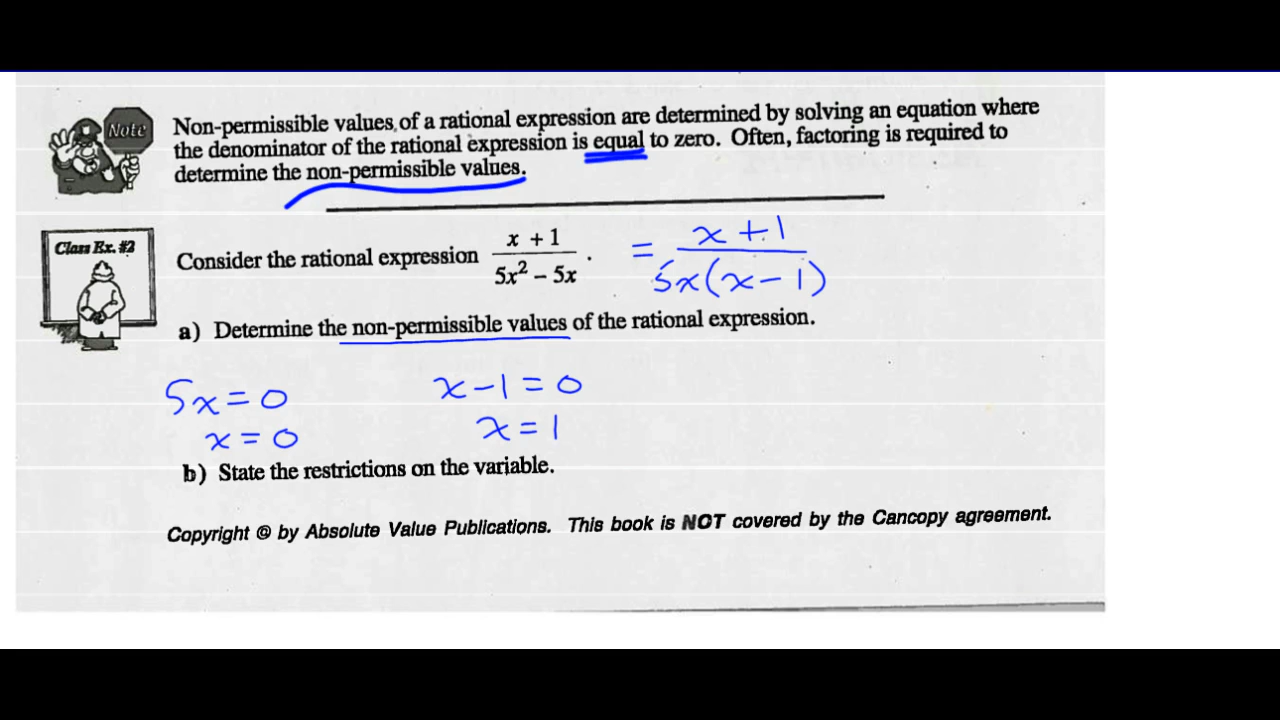 Note
Non-permissible values of a rational expression are determined by solving an equation where
the denominator of the rational expression is equal to zero. Often, factoring is required to
determine the non-permissible values.
Class Ex. #2
Consider the rational expression (x + 1)/(5x² − 5x) . = (x + 1)/(5x(x − 1))
a) Determine the non-permissible values of the rational expression.
5x = 0 x − 1 = 0
x = 0 x = 1
b) State the restrictions on the variable.
Copyright © by Absolute Value Publications. This book is NOT covered by the Cancopy agreement.